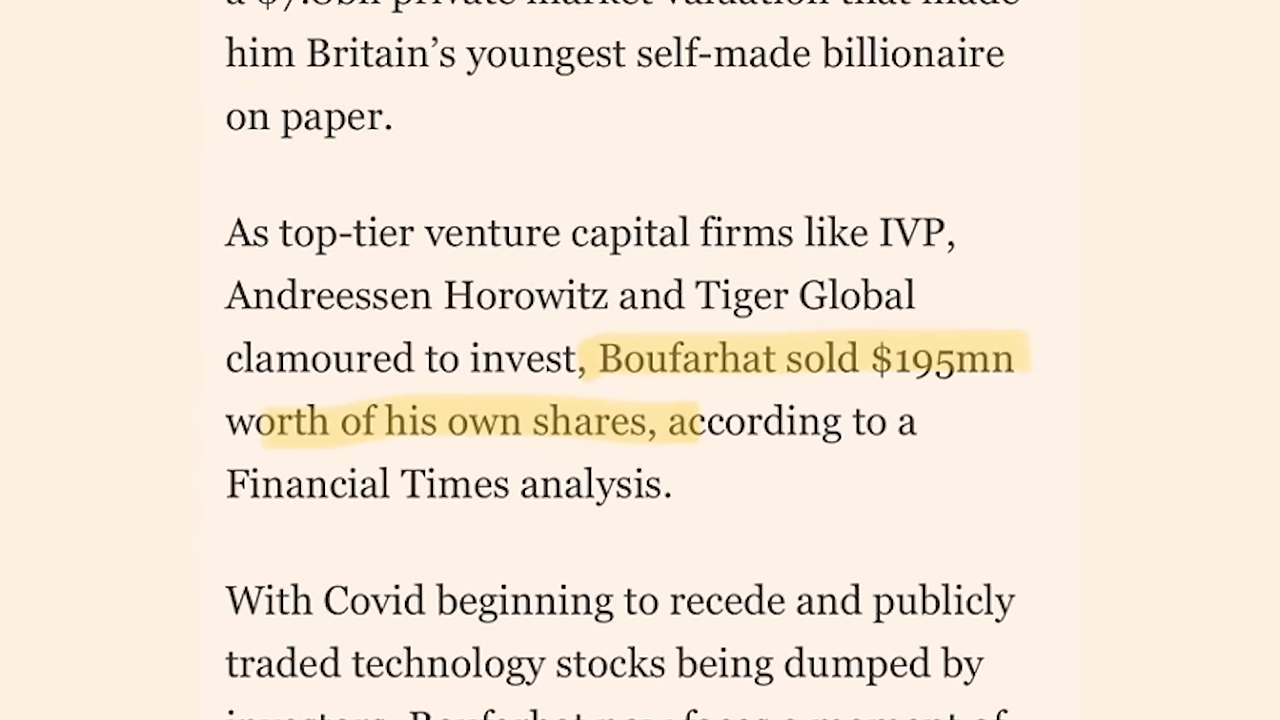 him Britain’s youngest self-made billionaire
on paper.
As top-tier venture capital firms like IVP,
Andreessen Horowitz and Tiger Global
clamoured to invest, Boufarhat sold $195mn
worth of his own shares, according to a
Financial Times analysis.
With Covid beginning to recede and publicly
traded technology stocks being dumped by